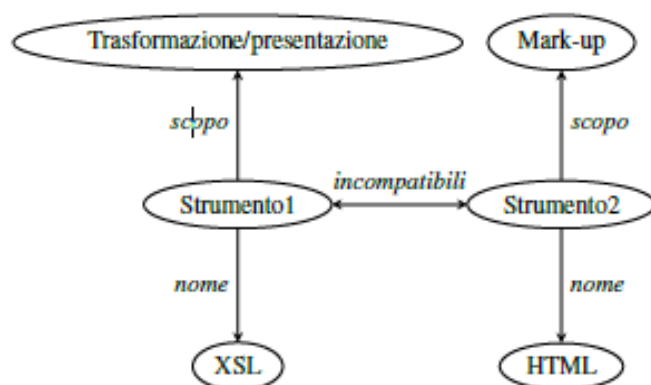 Trasformazione/presentazione
Mark-up
scopo
scopo
incompatibili
Strumento1
Strumento2
nome
nome
XSL
HTML